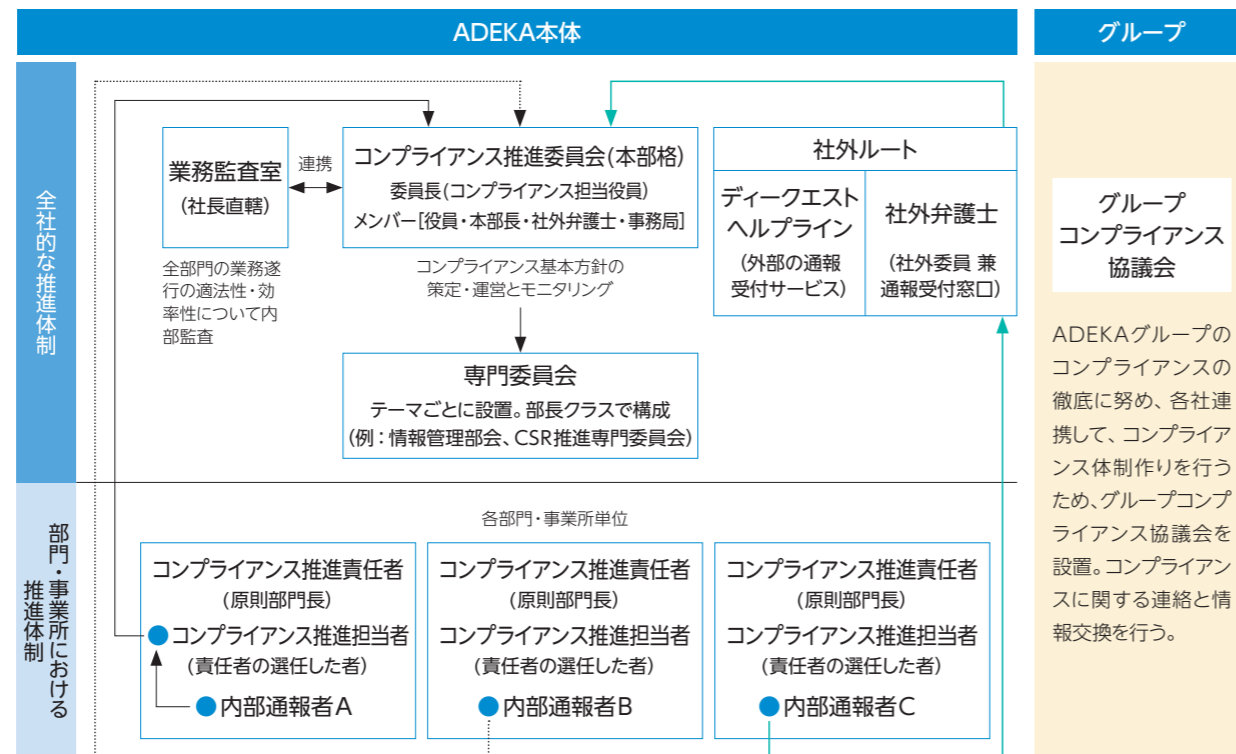 ADEKA本体
グループ
全社的な推進体制
業務監査室
(社長直轄)
連携
コンプライアンス推進委員会(本部格)
委員長(コンプライアンス担当役員)
メンバー[役員・本部長・社外弁護士・事務局]
社外ルート
ディークエスト
ヘルプライン
(外部の通報
受付サービス)
社外弁護士
(社外委員 兼
通報受付窓口)
全部門の業務遂
行の適法性・効
率性について内
部監査
コンプライアンス基本方針の
策定・運営とモニタリング
専門委員会
テーマごとに設置。部長クラスで構成
(例：情報管理部会、CSR推進専門委員会)
グループ
コンプライアンス
協議会
ADEKAグループの
コンプライアンスの
徹底に努め、各社連
携して、コンプライア
ンス体制作りを行う
ため、グループコンプ
ライアンス協議会を
設置。コンプライアン
スに関する連絡と情
報交換を行う。
部門・事業所における
推進体制
各部門・事業所単位
コンプライアンス推進責任者
(原則部門長)
コンプライアンス推進担当者
(責任者の選任した者)
内部通報者A
コンプライアンス推進責任者
(原則部門長)
コンプライアンス推進担当者
(責任者の選任した者)
内部通報者B
コンプライアンス推進責任者
(原則部門長)
コンプライアンス推進担当者
(責任者の選任した者)
内部通報者C